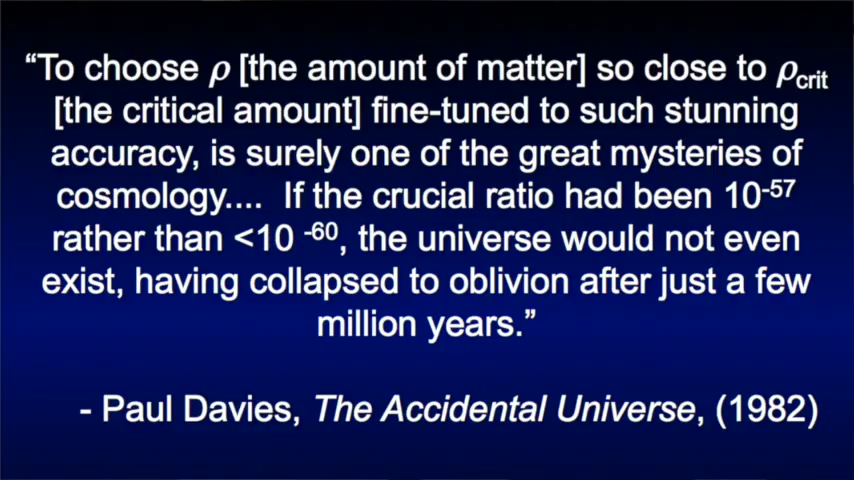 “To choose ρ [the amount of matter] so close to ρcrit
[the critical amount] fine-tuned to such stunning
accuracy, is surely one of the great mysteries of
cosmology.... If the crucial ratio had been 10⁻⁵⁷
rather than <10 ⁻⁶⁰, the universe would not even
exist, having collapsed to oblivion after just a few
million years.”
- Paul Davies, The Accidental Universe, (1982)